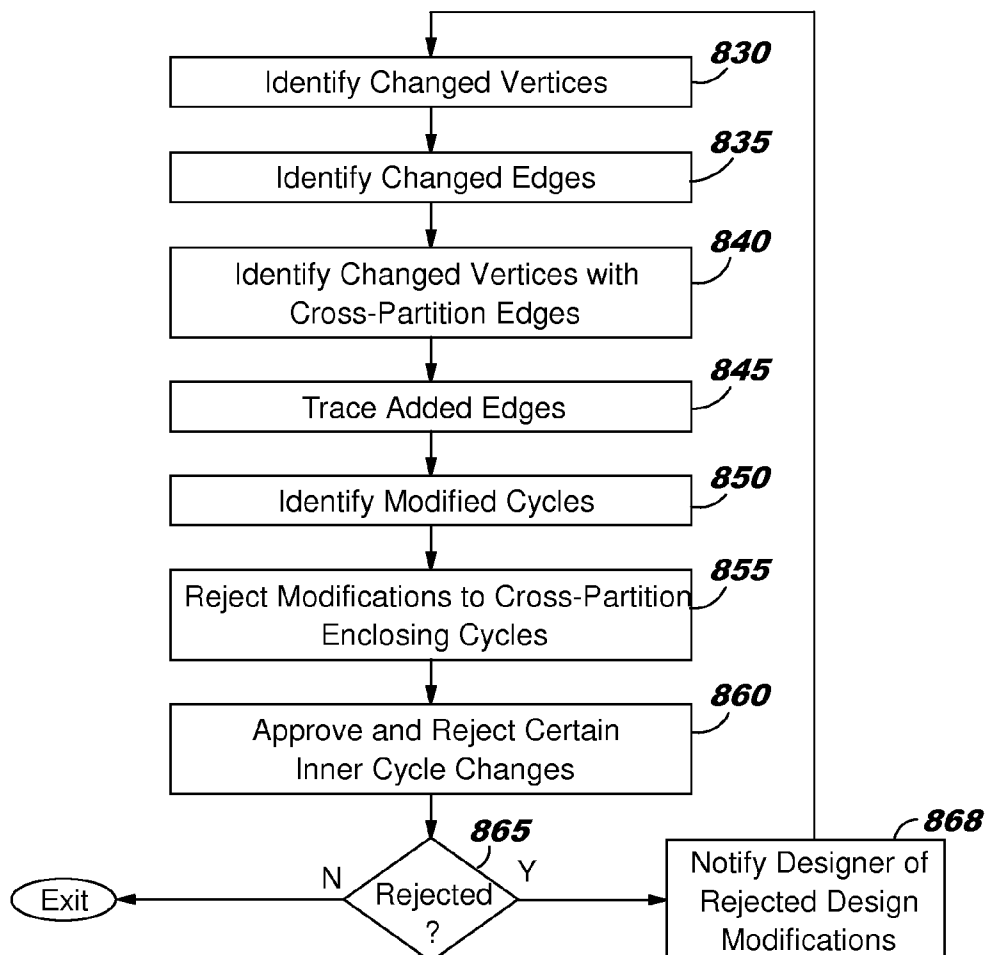 Identify Changed Vertices
830
Identify Changed Edges
835
Identify Changed Vertices with
Cross-Partition Edges
840
Trace Added Edges
845
Identify Modified Cycles
850
Reject Modifications to Cross-Partition
Enclosing Cycles
855
Approve and Reject Certain
Inner Cycle Changes
860
Rejected
?
865
N
Y
Exit
Notify Designer of
Rejected Design
Modifications
868